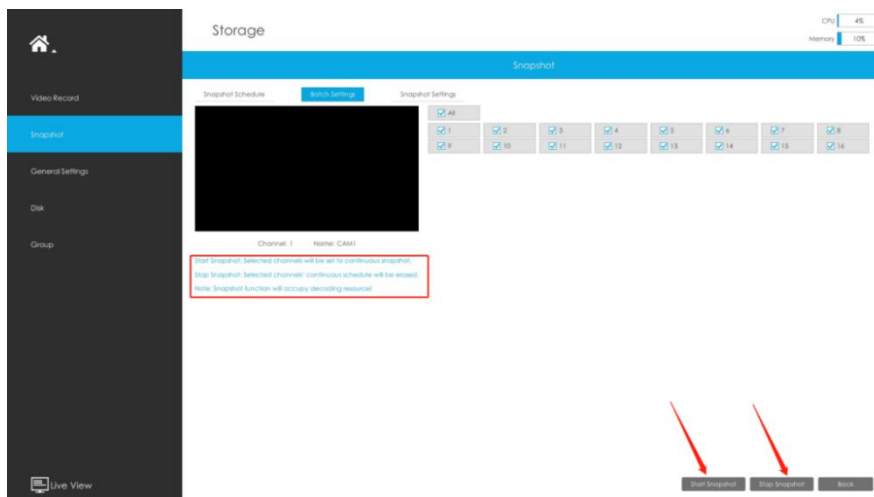 Storage
CPU 4%
Memory 10%
Snapshot
Video Record
Snapshot
General Settings
Disk
Group
Snapshot Schedule Batch Settings Snapshot Settings
All
1 2 3 4 5 6 7 8
9 10 11 12 13 14 15 16
Channel: 1 Name: CAM1
Start Snapshot: Selected channels will be set to continuous snapshot.
Stop Snapshot: Selected channels' continuous schedule will be erased.
Note: Snapshot function will occupy decoding resource!
Live View
Start Snapshot Stop Snapshot Back